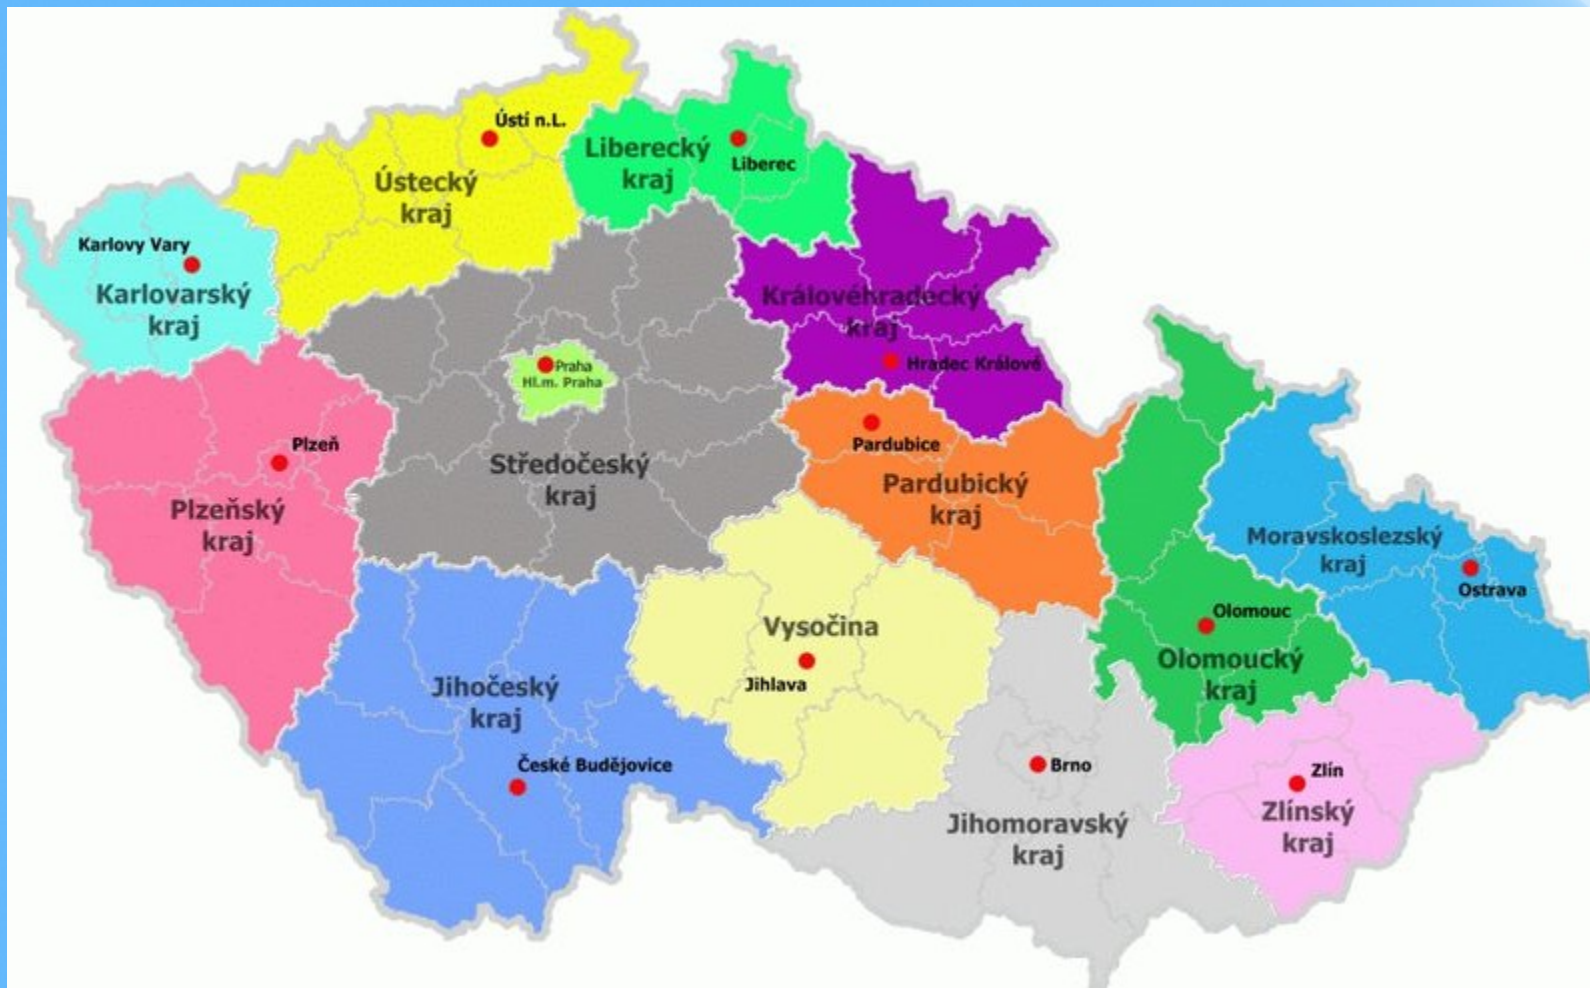 Ústí n.L.
Ústecký
kraj
Liberecký
kraj
Liberec
Karlovy Vary
Karlovarský
kraj
Královéhradecký
kraj
Hradec Králové
Praha
Hl.m. Praha
Plzeň
Plzeňský
kraj
Středočeský
kraj
Pardubice
Pardubický
kraj
Moravskoslezský
kraj
Ostrava
Olomouc
Olomoucký
kraj
Vysočina
Jihlava
Jihočeský
kraj
České Budějovice
Brno
Jihomoravský
kraj
Zlín
Zlínský
kraj